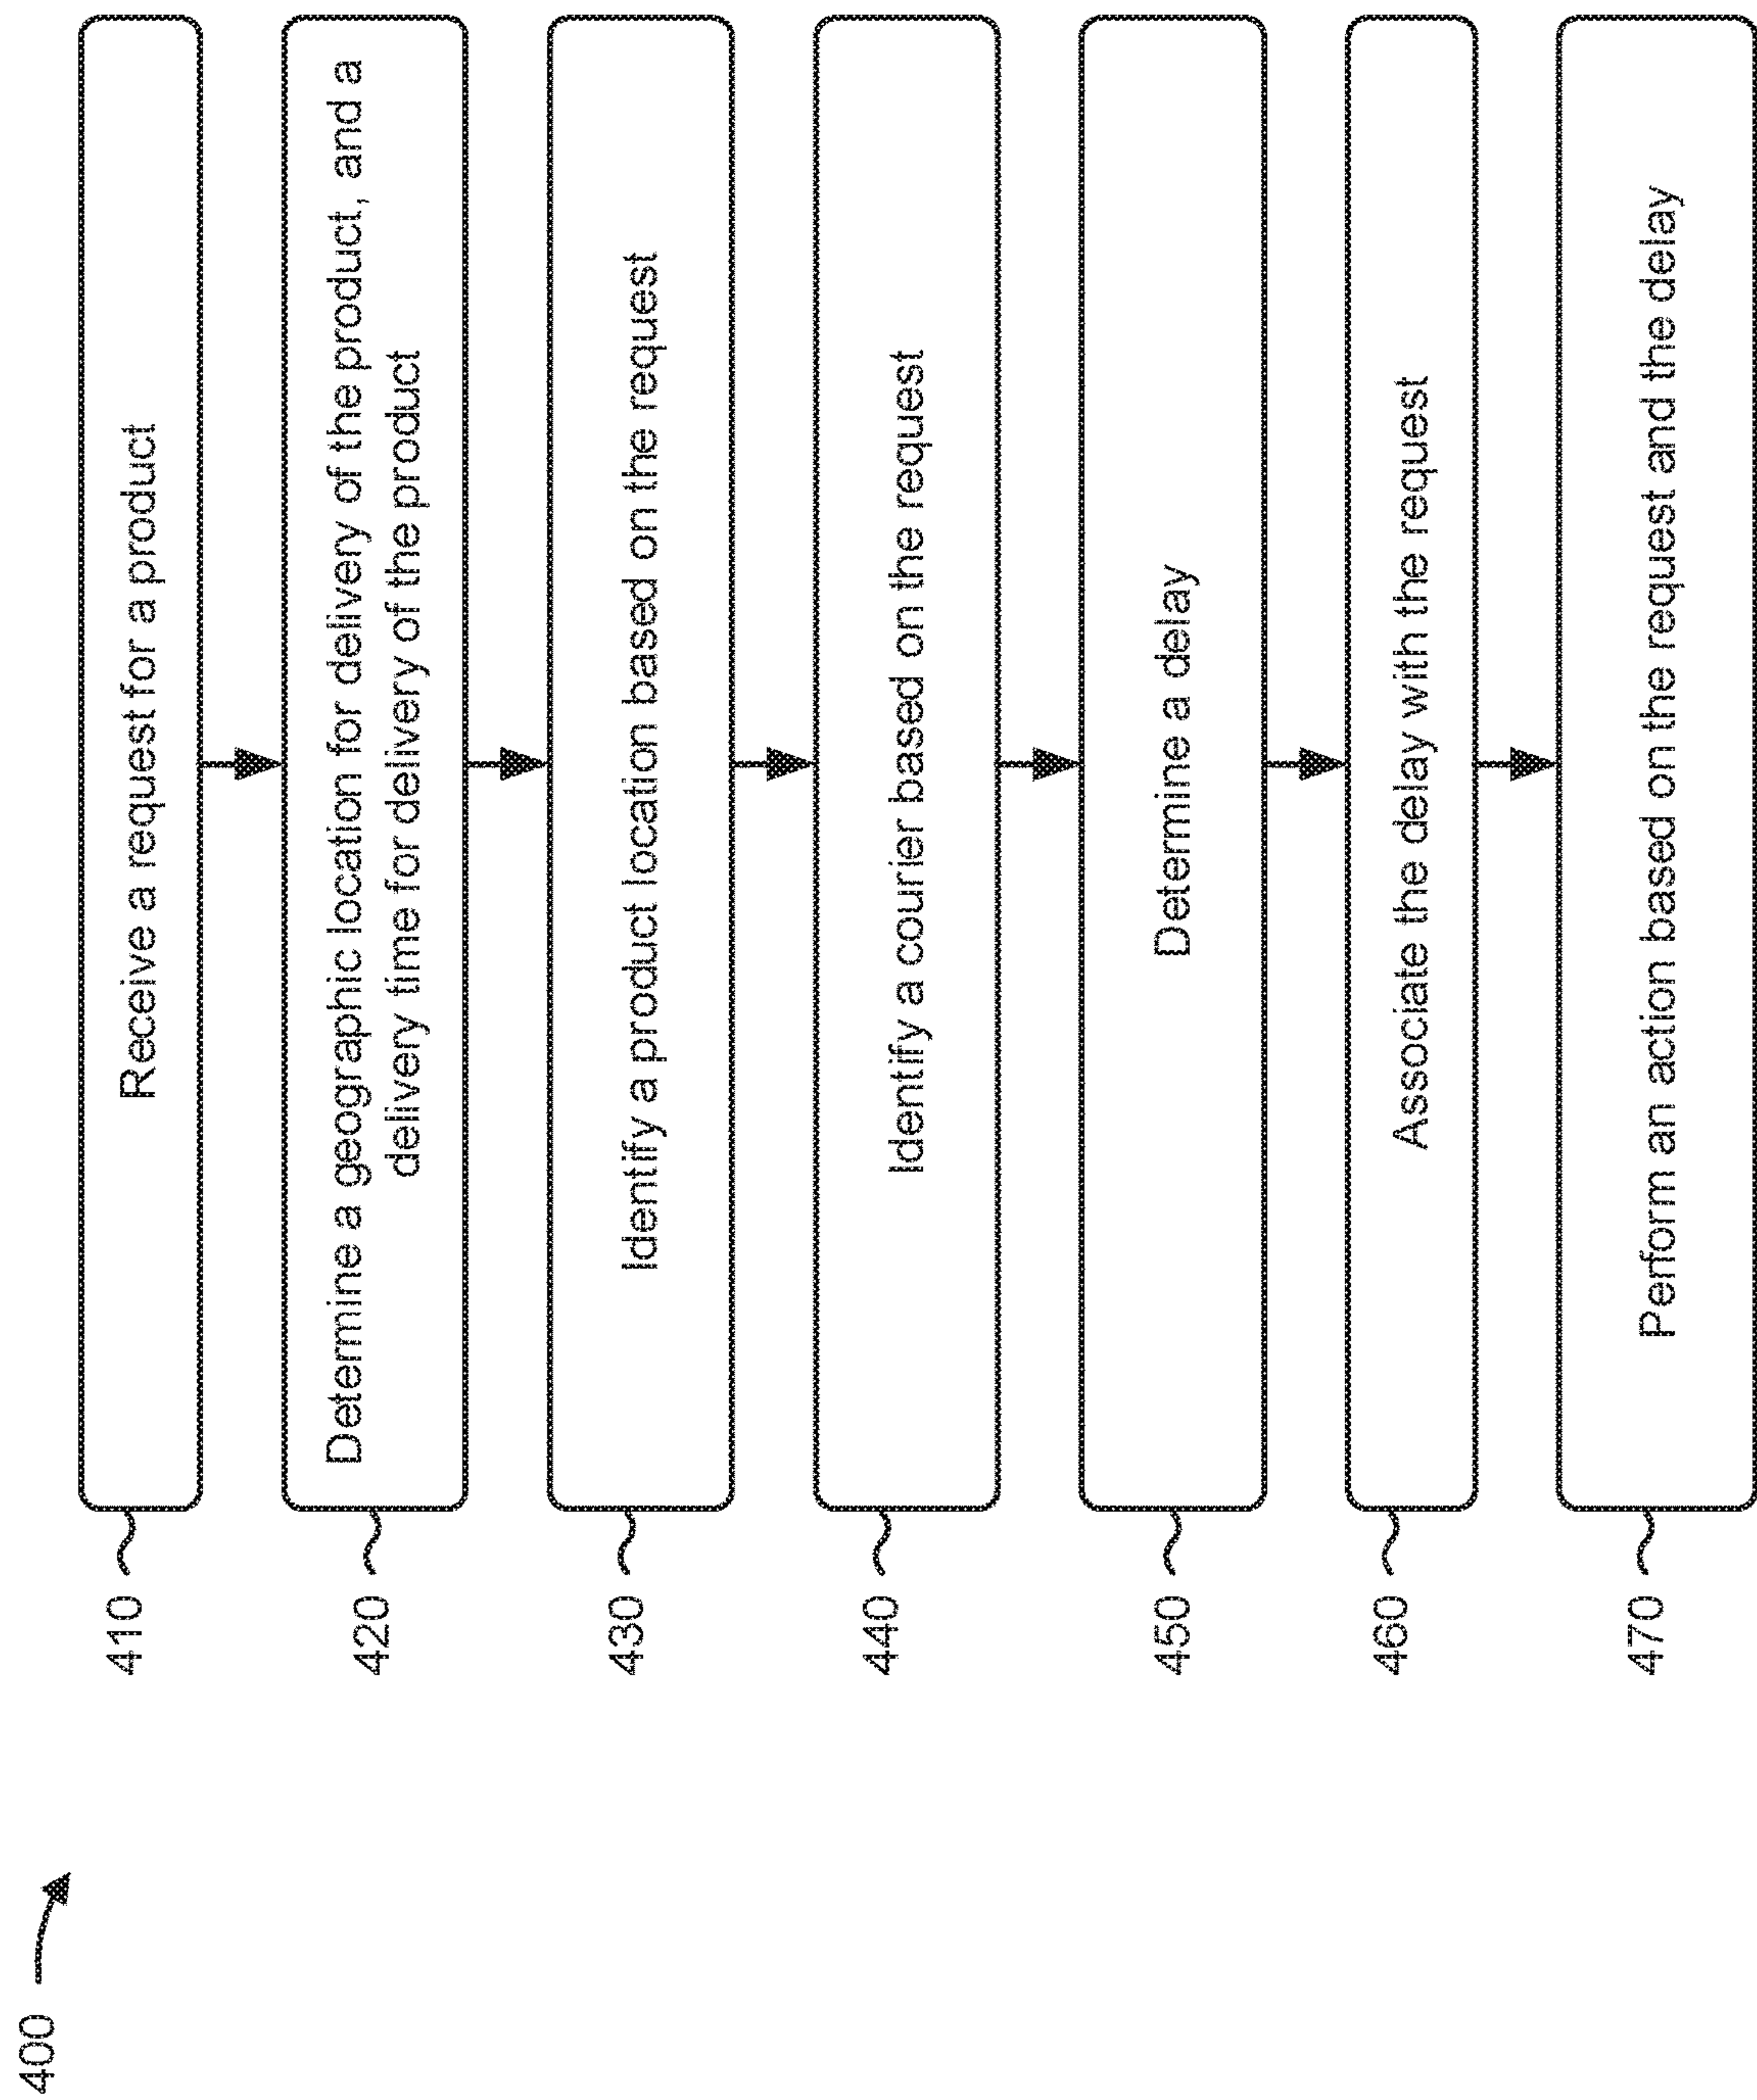 400
410
Receive a request for a product
420
Determine a geographic location for delivery of the product, and a
delivery time for delivery of the product
430
Identify a product location based on the request
440
Identify a courier based on the request
450
Determine a delay
460
Associate the delay with the request
470
Perform an action based on the request and the delay